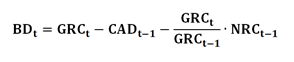 BDₜ = GRCₜ − CADₜ₋₁ − GRCₜ/GRCₜ₋₁ · NRCₜ₋₁